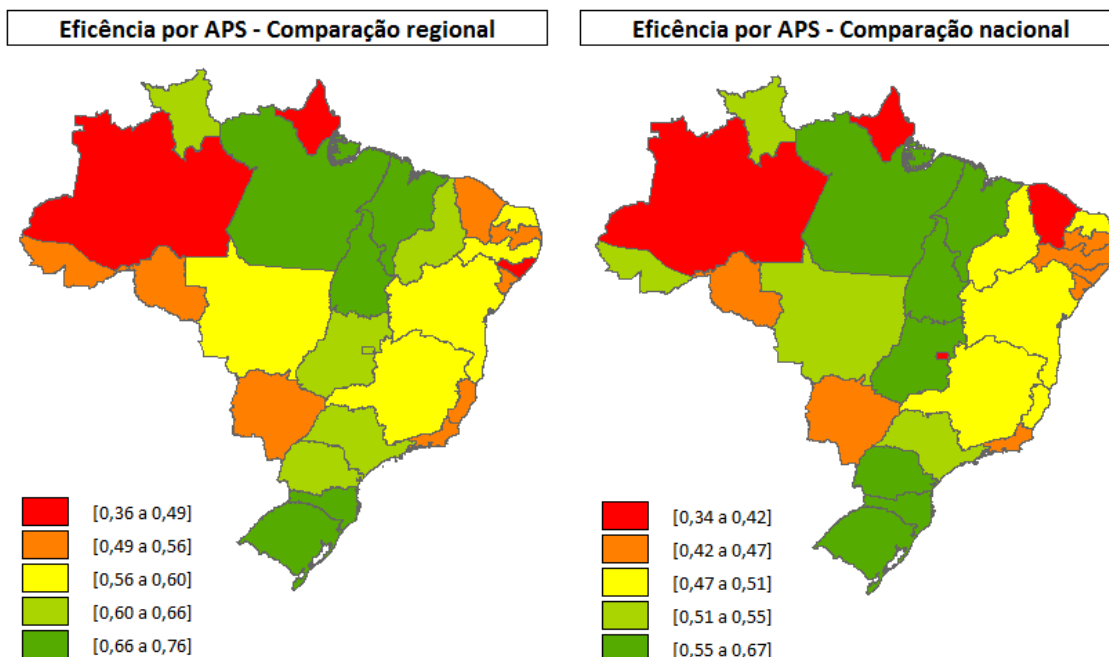 Eficência por APS - Comparação regional
[0,36 a 0,49]
[0,49 a 0,56]
[0,56 a 0,60]
[0,60 a 0,66]
[0,66 a 0,76]
Eficência por APS - Comparação nacional
[0,34 a 0,42]
[0,42 a 0,47]
[0,47 a 0,51]
[0,51 a 0,55]
[0,55 a 0,67]